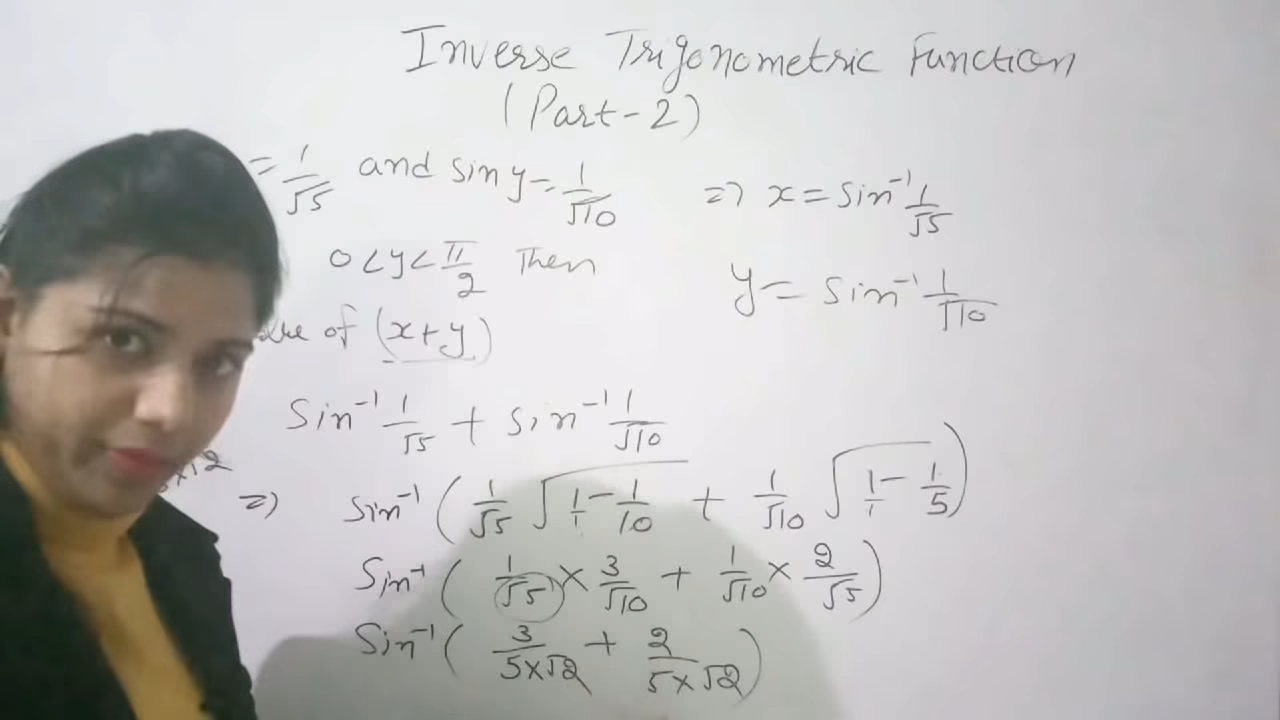 Inverse Trigonometric Function
(Part-2)
= 1/√5 and sin y = 1/√10 => x = sin⁻¹ 1/√5
0 < y < π/2 Then y = sin⁻¹ 1/√10
of (x+y)
Sin⁻¹ 1/√5 + sin⁻¹ 1/√10
=) Sin⁻¹ ( 1/√5 √(1/1 - 1/10) + 1/√10 √(1/1 - 1/5) )
Sin⁻¹ ( 1/√5 × 3/√10 + 1/√10 × 2/√5 )
Sin⁻¹ ( 3/5×√2 + 2/5×√2 )